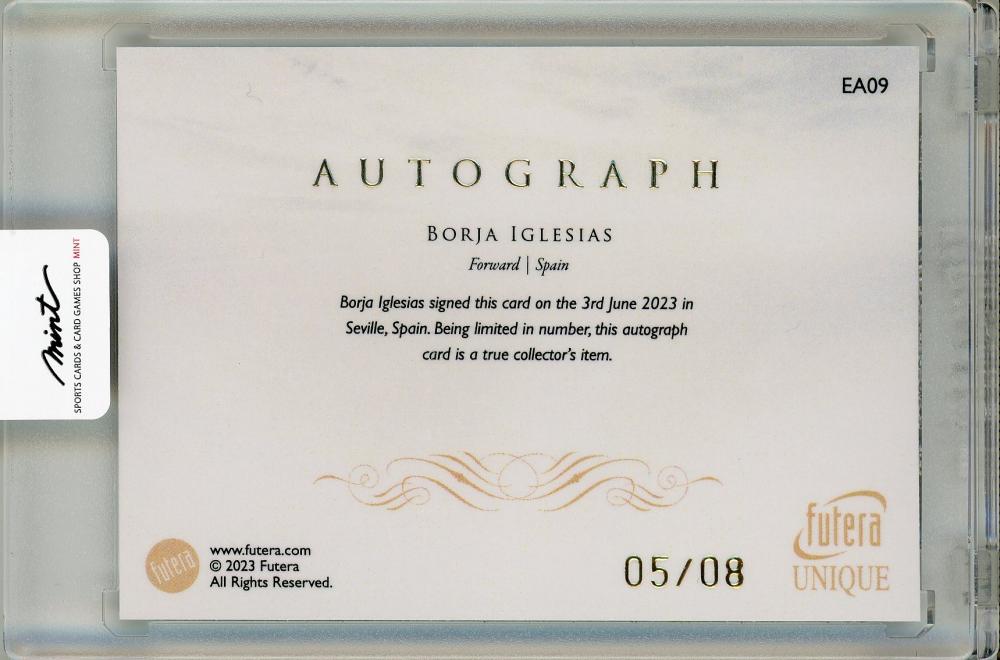 EA09
AUTOGRAPH
BORJA IGLESIAS
Forward | Spain
Borja Iglesias signed this card on the 3rd June 2023 in
Seville, Spain. Being limited in number, this autograph
card is a true collector's item.
mint
SPORTS CARDS & CARD GAMES SHOP MINT
futera
www.futera.com
© 2023 Futera
All Rights Reserved.
05/08
futera
UNIQUE